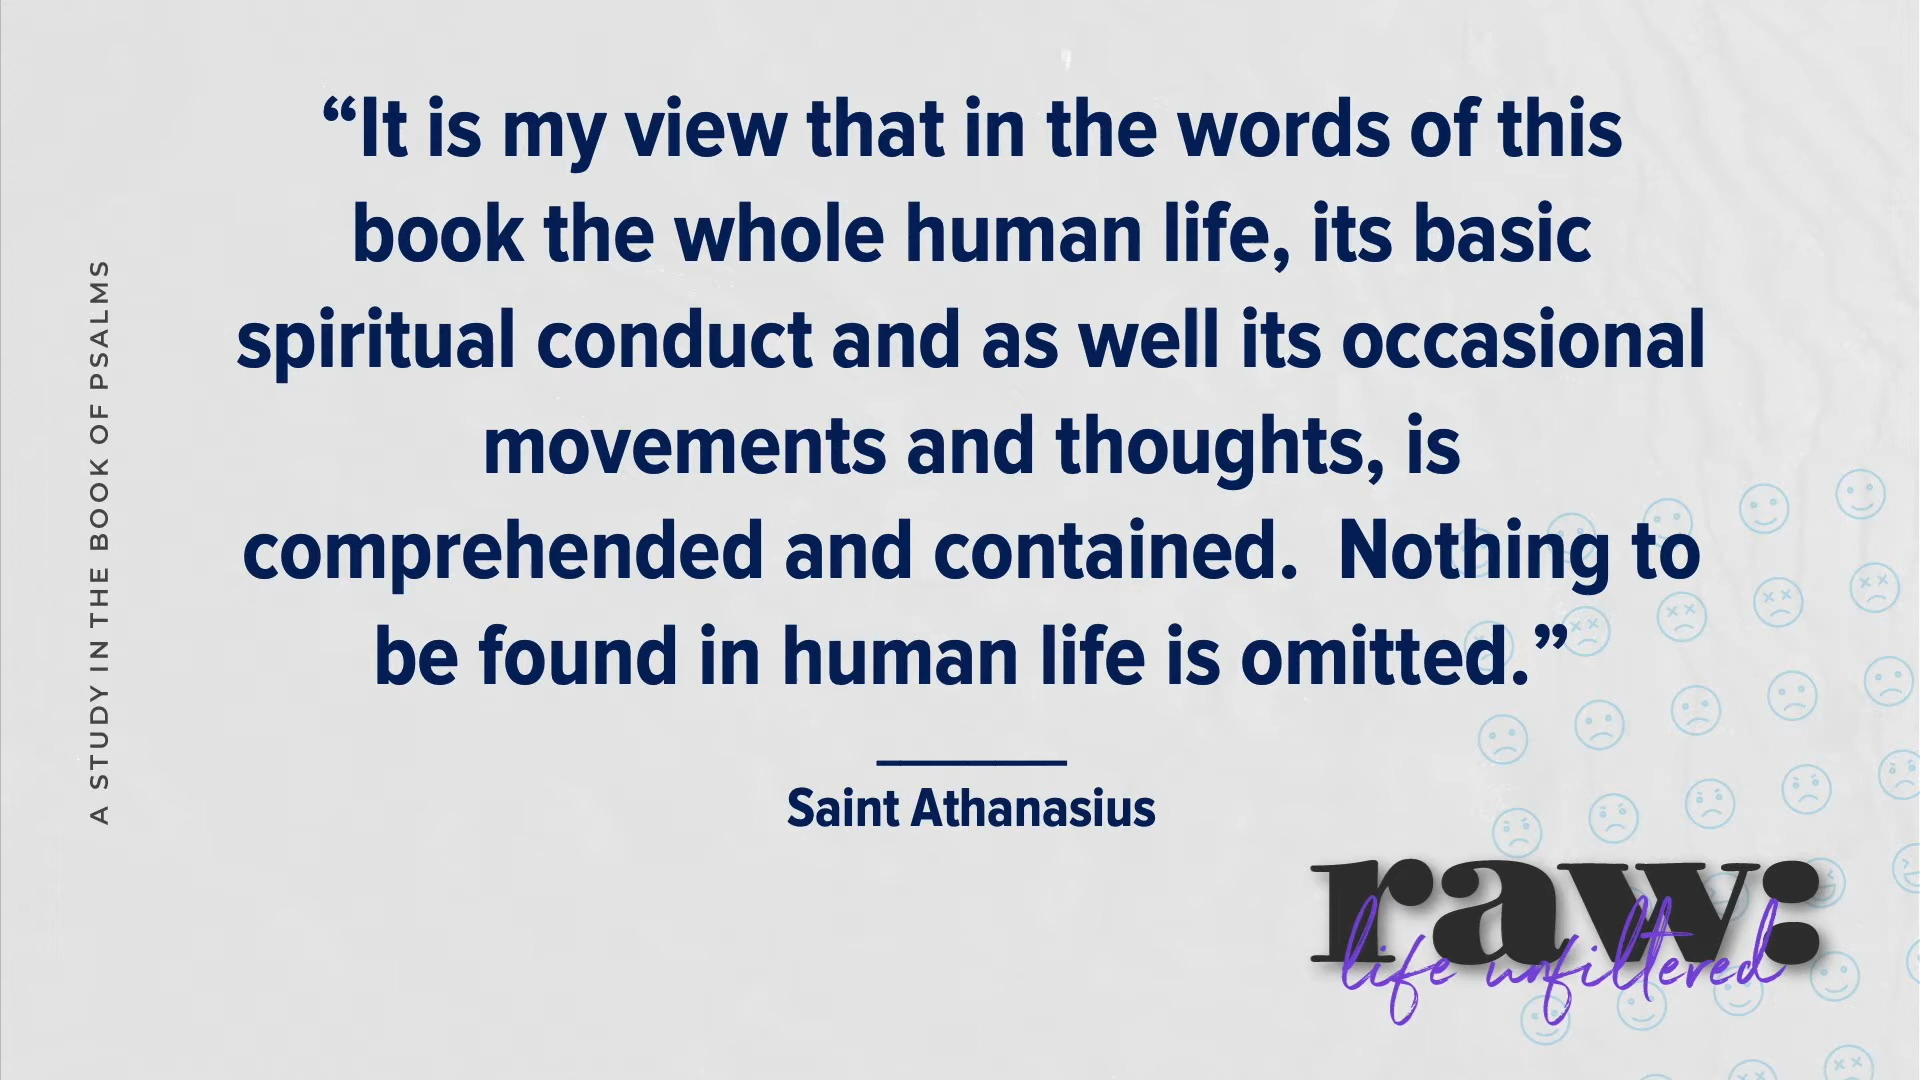 A STUDY IN THE BOOK OF PSALMS
“It is my view that in the words of this
book the whole human life, its basic
spiritual conduct and as well its occasional
movements and thoughts, is
comprehended and contained.  Nothing to
be found in human life is omitted.”
Saint Athanasius
raw:
life unfiltered